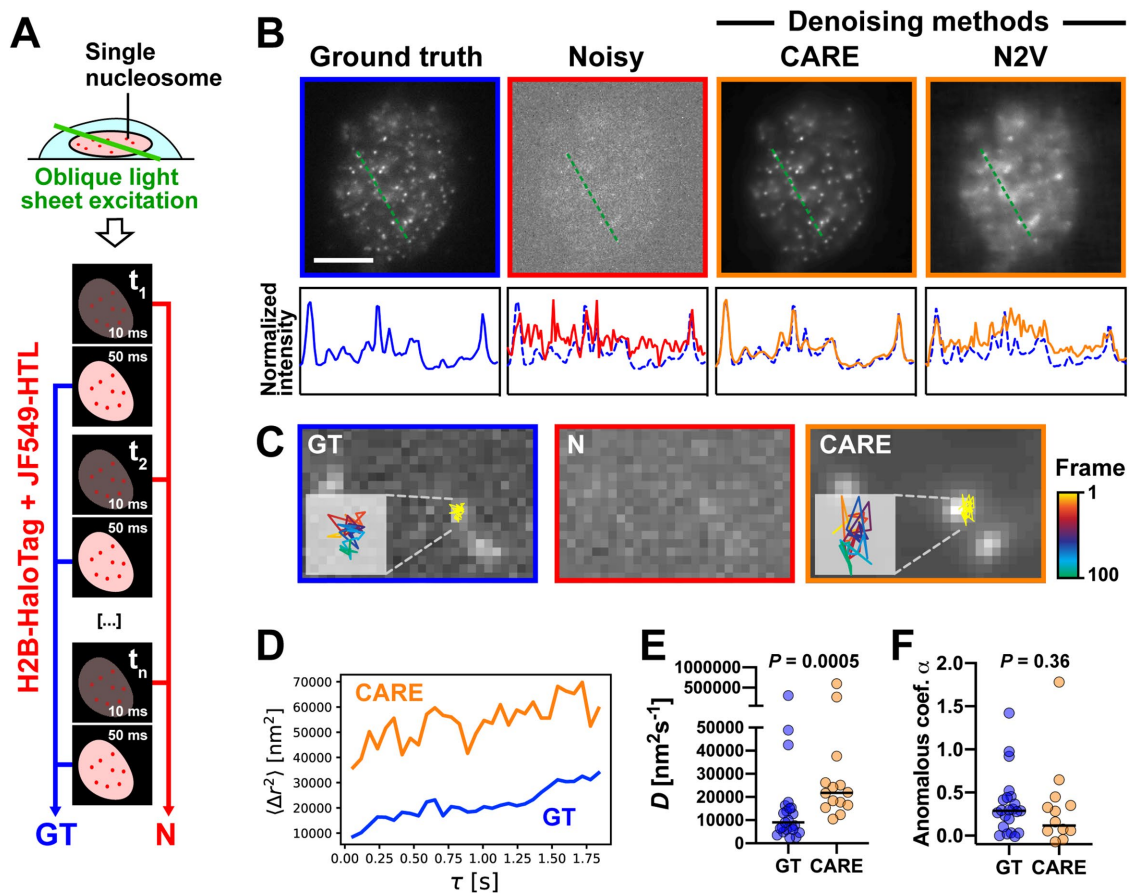 A
Single
nucleosome
Oblique light
sheet excitation
H2B-HaloTag + JF549-HTL
t1
10 ms
50 ms
t2
10 ms
50 ms
[...]
tn
10 ms
50 ms
GT
N
B
Denoising methods
Ground truth
Noisy
CARE
N2V
Normalized
intensity
C
GT
N
CARE
Frame
1
100
D
⟨Δr²⟩ [nm²]
70000
60000
50000
40000
30000
20000
10000
CARE
GT
0.00 0.25 0.50 0.75 1.00 1.25 1.50 1.75
τ [s]
E
P = 0.0005
D [nm²s⁻¹]
1000000
500000
50000
40000
30000
20000
10000
0
GT
CARE
F
P = 0.36
Anomalous coef. α
2.0
1.5
1.0
0.5
0.0
GT
CARE